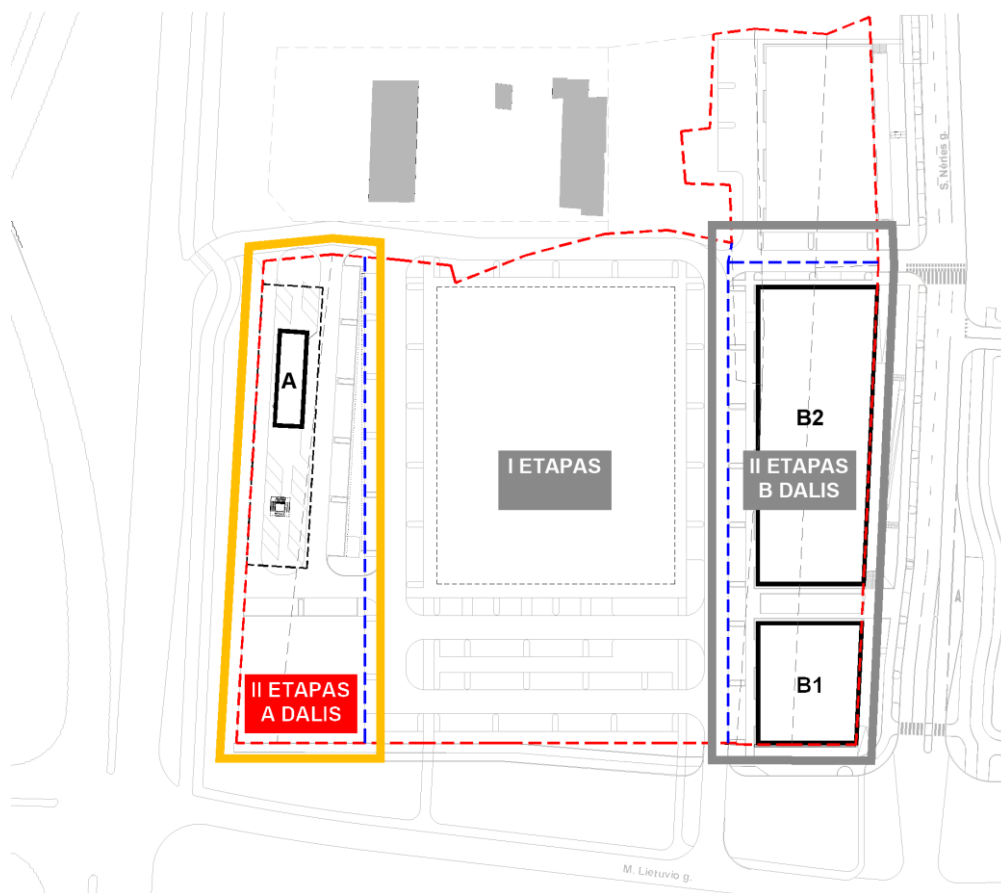 S. Nėries g.
A
B2
I ETAPAS
II ETAPAS
B DALIS
A
B1
II ETAPAS
A DALIS
M. Lietuvio g.